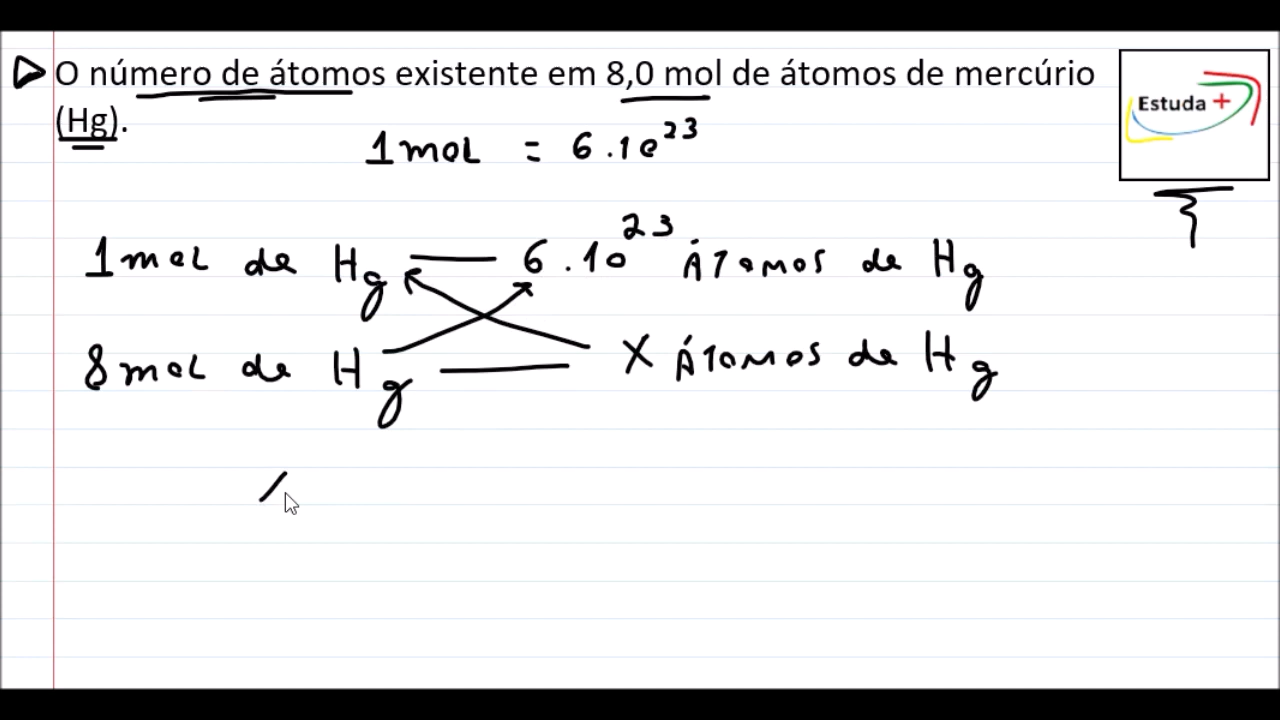 O número de átomos existente em 8,0 mol de átomos de mercúrio
(Hg).
Estuda +
1 mol = 6.10²³
1 mol de Hg — 6.10²³ Átomos de Hg
8 mol de Hg — X Átomos de Hg